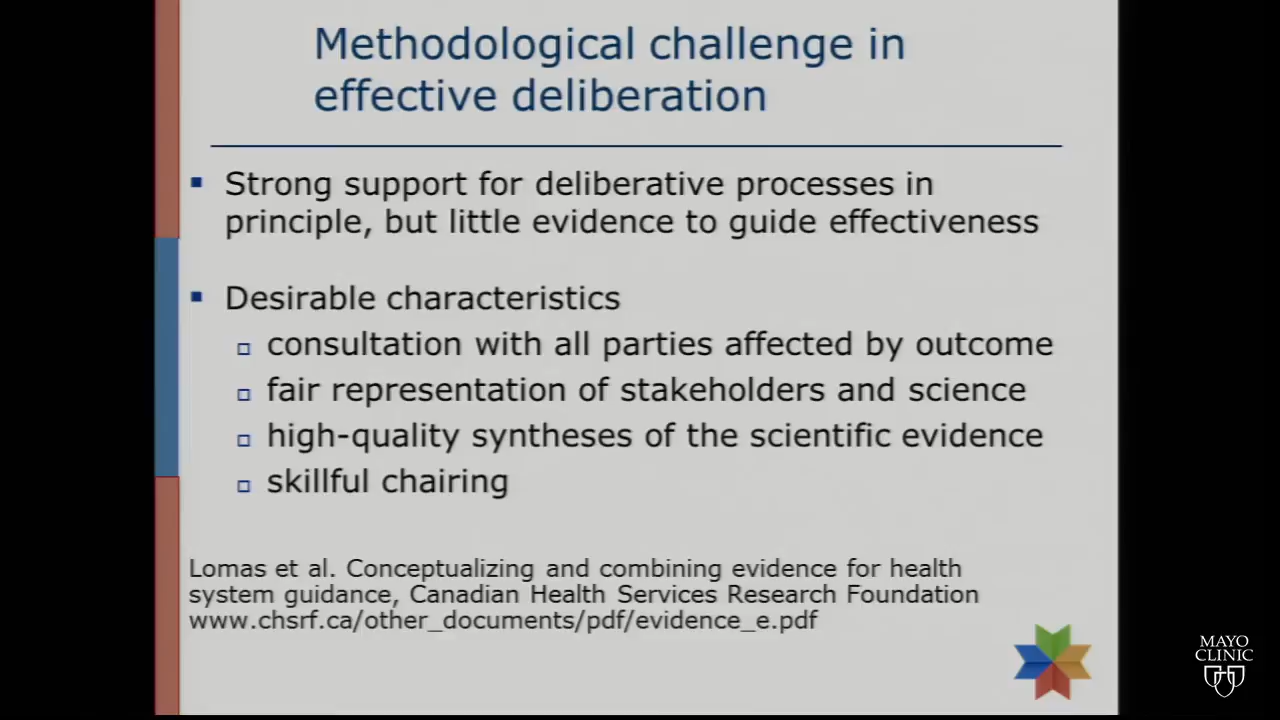 Methodological challenge in
effective deliberation
Strong support for deliberative processes in
principle, but little evidence to guide effectiveness
Desirable characteristics
consultation with all parties affected by outcome
fair representation of stakeholders and science
high-quality syntheses of the scientific evidence
skillful chairing
Lomas et al. Conceptualizing and combining evidence for health
system guidance, Canadian Health Services Research Foundation
www.chsrf.ca/other_documents/pdf/evidence_e.pdf
MAYO
CLINIC